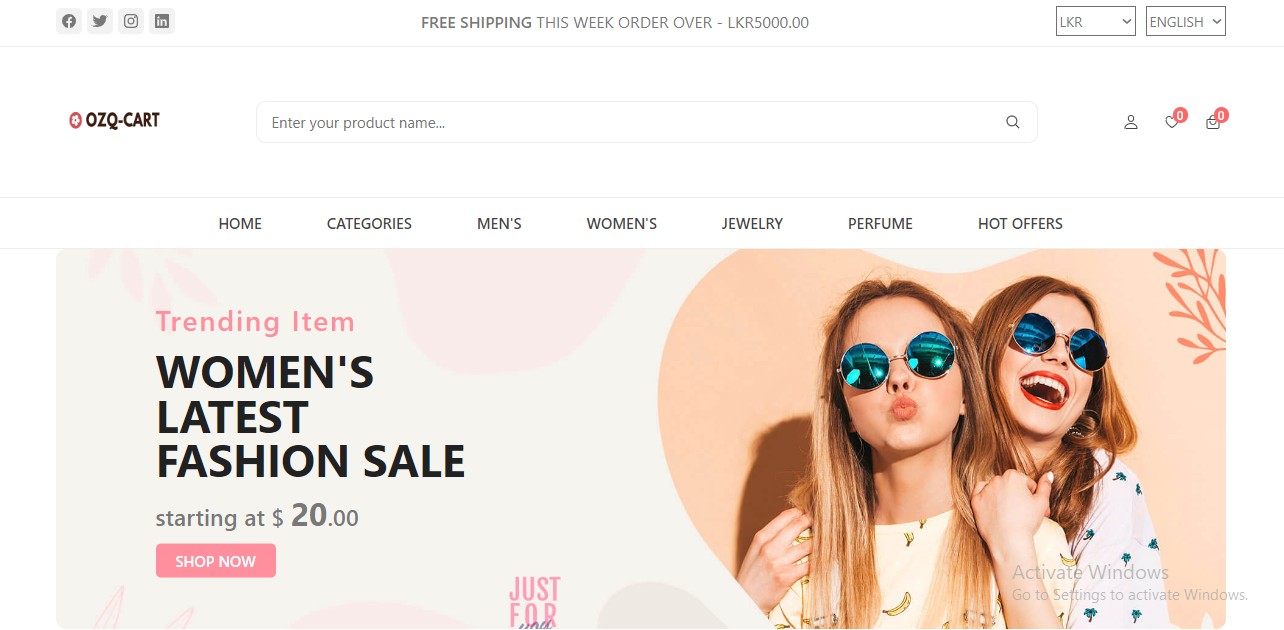 FREE SHIPPING THIS WEEK ORDER OVER - LKR5000.00
LKR
ENGLISH
OZQ-CART
Enter your product name...
0
0
HOME
CATEGORIES
MEN'S
WOMEN'S
JEWELRY
PERFUME
HOT OFFERS
Trending Item
WOMEN'S
LATEST
FASHION SALE
starting at $ 20.00
SHOP NOW
JUST
FOR
you
Activate Windows
Go to Settings to activate Windows.